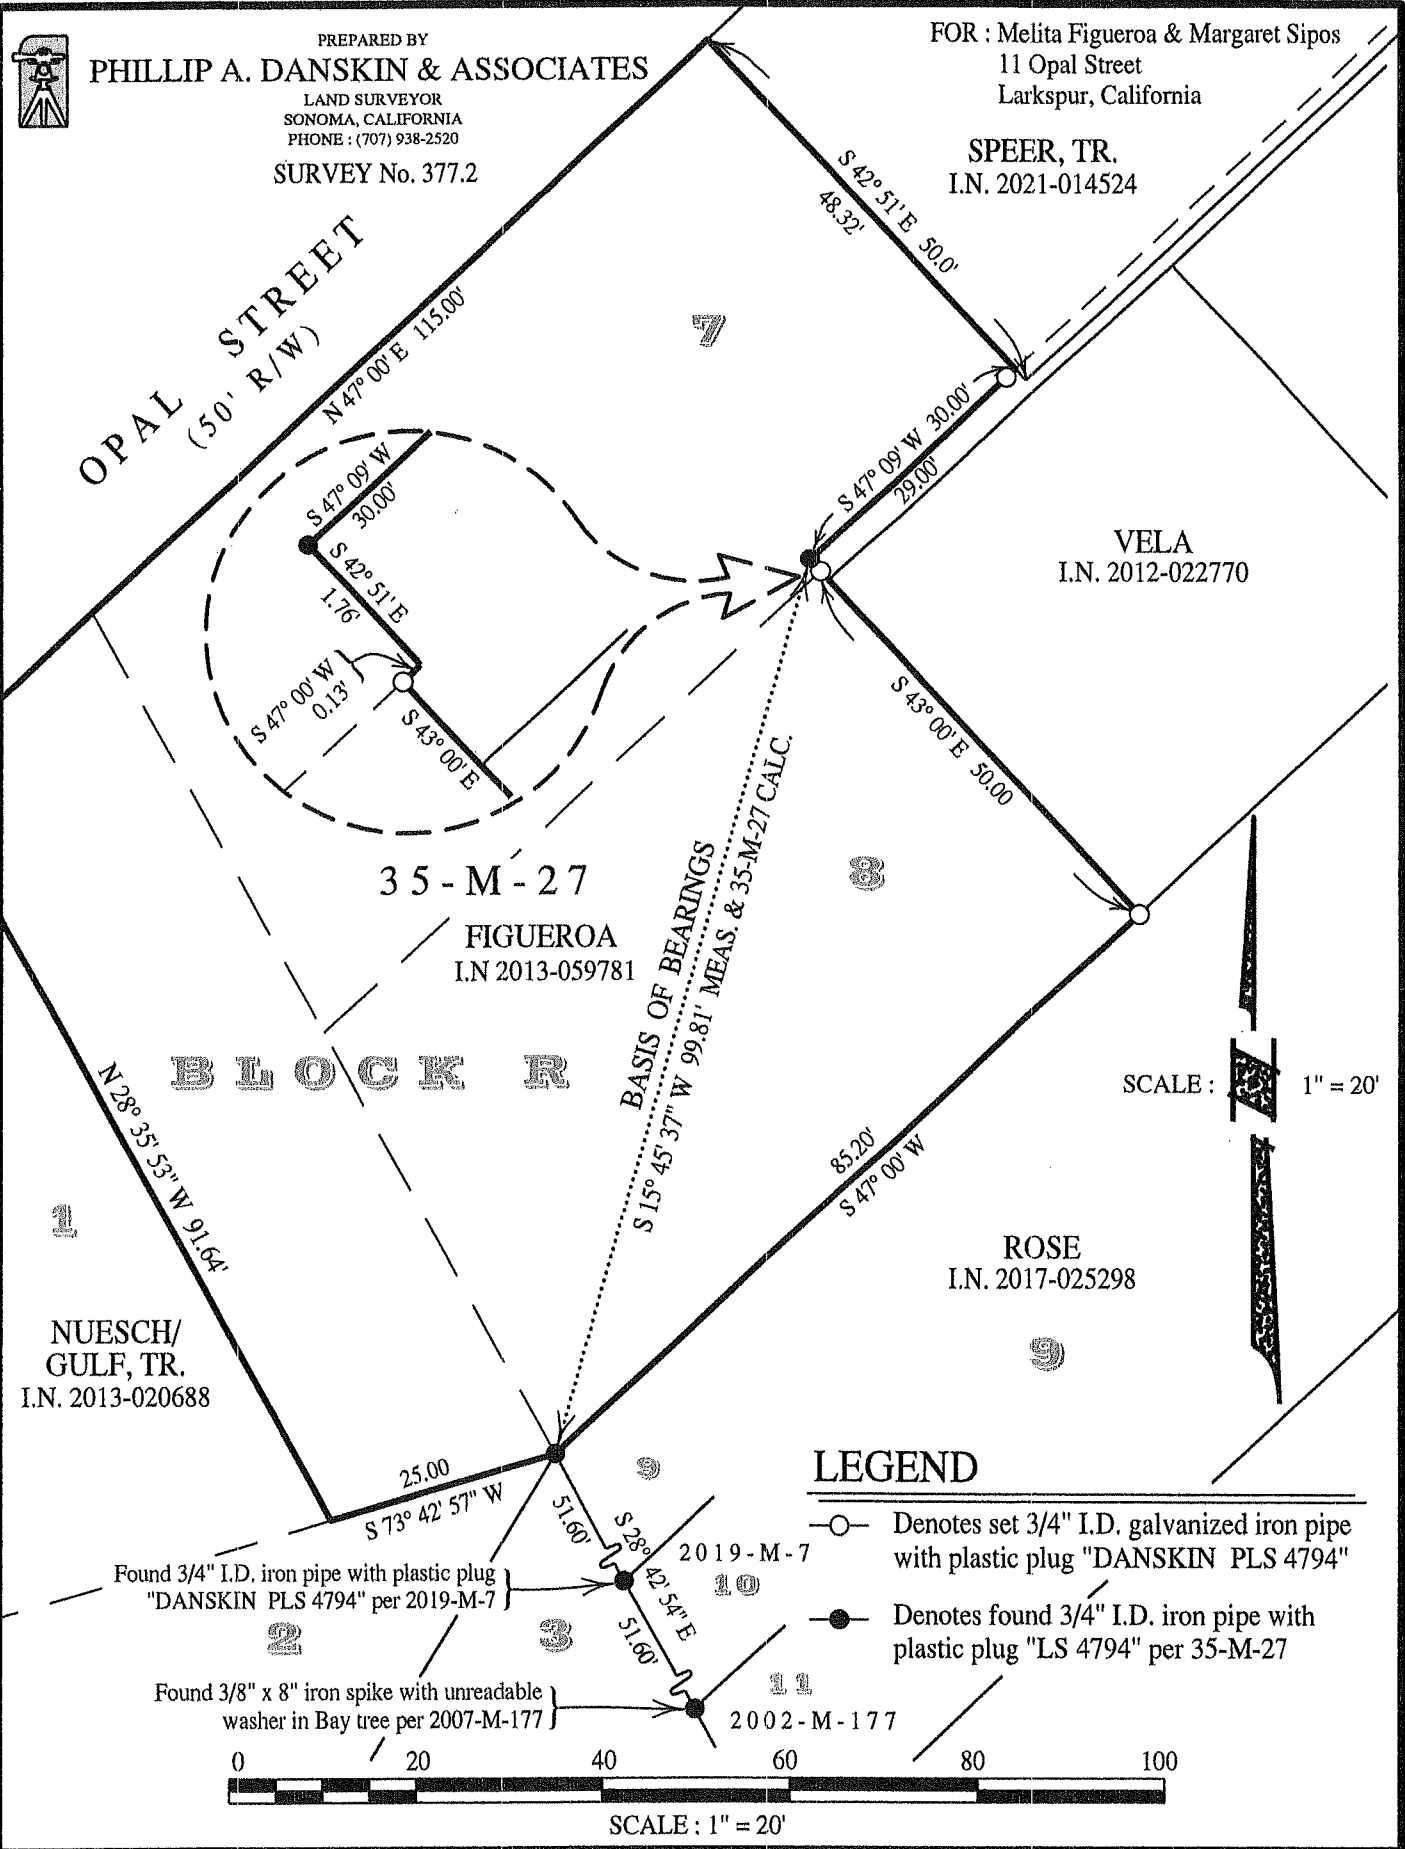 PREPARED BY
PHILLIP A. DANSKIN & ASSOCIATES
LAND SURVEYOR
SONOMA, CALIFORNIA
PHONE : (707) 938-2520
SURVEY No. 377.2
FOR : Melita Figueroa & Margaret Sipos
11 Opal Street
Larkspur, California
SPEER, TR.
I.N. 2021-014524
S 42° 51' E 50.0'
48.32'
OPAL STREET
(50' R/W)
N 47° 00' E 115.00'
7
S 47° 09' W 30.00'
29.00'
S 47° 09' W
30.00'
S 42° 51' E
1.76'
S 47° 00' W
0.13'
S 43° 00' E
VELA
I.N. 2012-022770
S 43° 00' E 50.00
35-M-27
FIGUEROA
I.N 2013-059781
8
BASIS OF BEARINGS
S 15° 45' 37" W 99.81' MEAS. & 35-M-27 CALC.
BLOCK R
N 28° 35' 53" W 91.64'
SCALE : 1" = 20'
85.20'
S 47° 00' W
1
ROSE
I.N. 2017-025298
9
NUESCH/
GULF, TR.
I.N. 2013-020688
25.00
S 73° 42' 57" W
9
51.60'
S 28° 42' 54" E
51.60'
2019-M-7
10
Found 3/4" I.D. iron pipe with plastic plug
"DANSKIN PLS 4794" per 2019-M-7
2
3
11
Found 3/8" x 8" iron spike with unreadable
washer in Bay tree per 2007-M-177
2002-M-177
LEGEND
Denotes set 3/4" I.D. galvanized iron pipe
with plastic plug "DANSKIN PLS 4794"
Denotes found 3/4" I.D. iron pipe with
plastic plug "LS 4794" per 35-M-27
0 20 40 60 80 100
SCALE : 1" = 20'